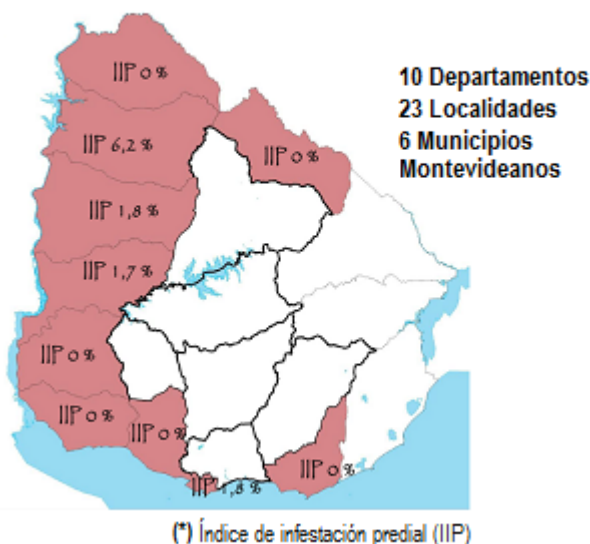 IIP 0 %
10 Departamentos
23 Localidades
6 Municipios
Montevideanos
IIP 6,2 %
IIP 0 %
IIP 1,8 %
IIP 1,7 %
IIP 0 %
IIP 0 %
IIP 0 %
IIP 0 %
IIP 1,8 %
(*) Índice de infestación predial (IIP)